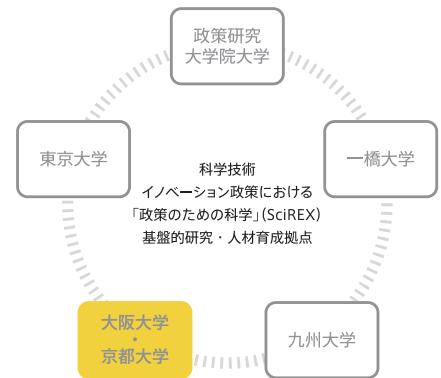 政策研究
大学院大学
東京大学
一橋大学
科学技術
イノベーション政策における
「政策のための科学」(SciREX)
基盤的研究・人材育成拠点
大阪大学
・
京都大学
九州大学